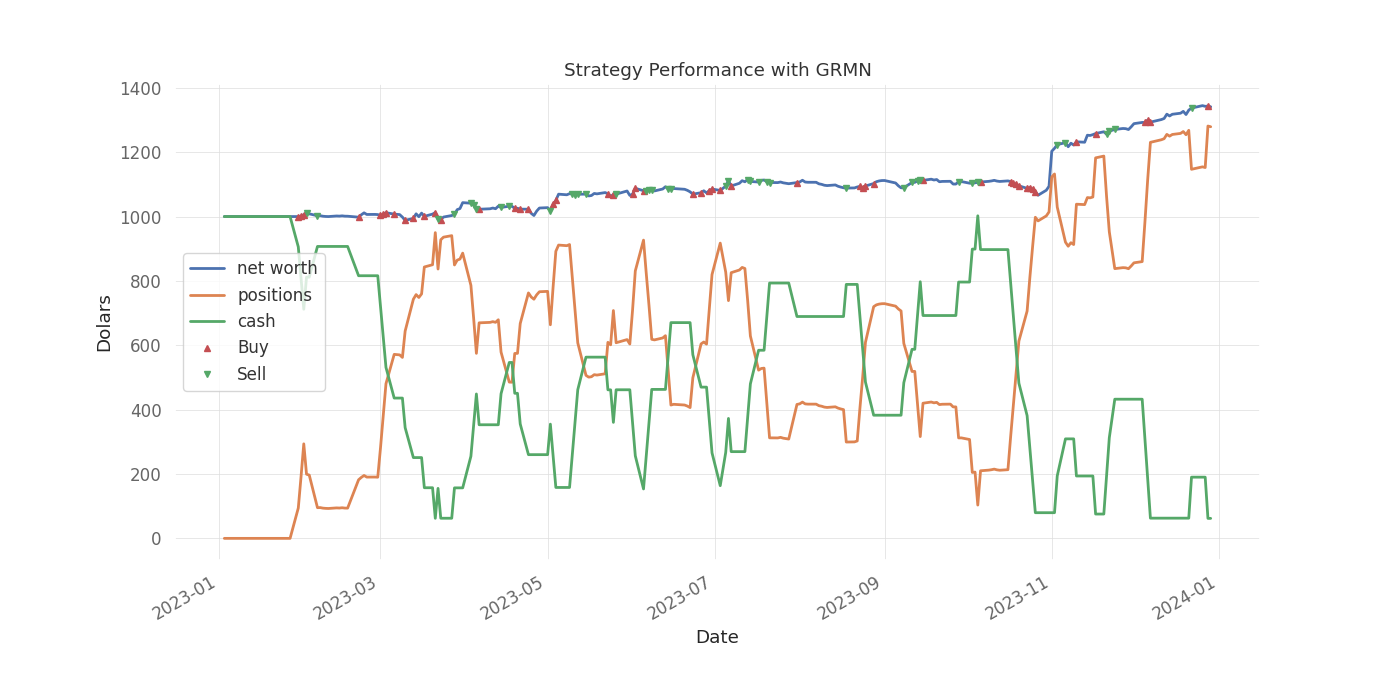 Strategy Performance with GRMN
Dolars
1400
1200
1000
800
600
400
200
0
net worth
positions
cash
Buy
Sell
2023-01
2023-03
2023-05
2023-07
2023-09
2023-11
2024-01
Date